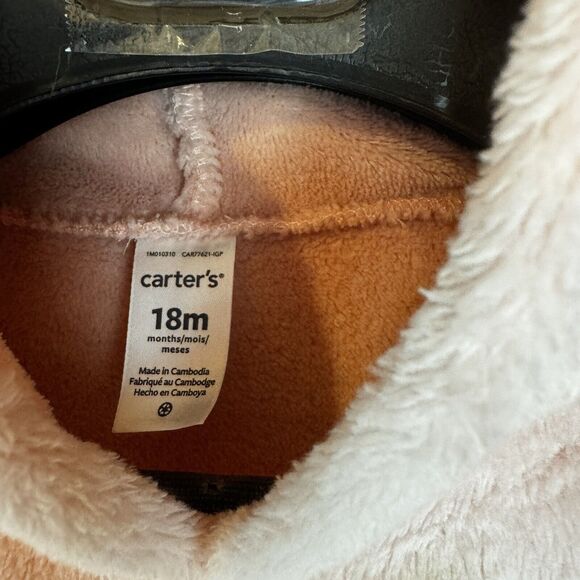 1M010310 CAR77621-IGP
carter's®
18m
months/mois/
meses
Made in Cambodia
Fabriqué au Cambodge
Hecho en Camboya